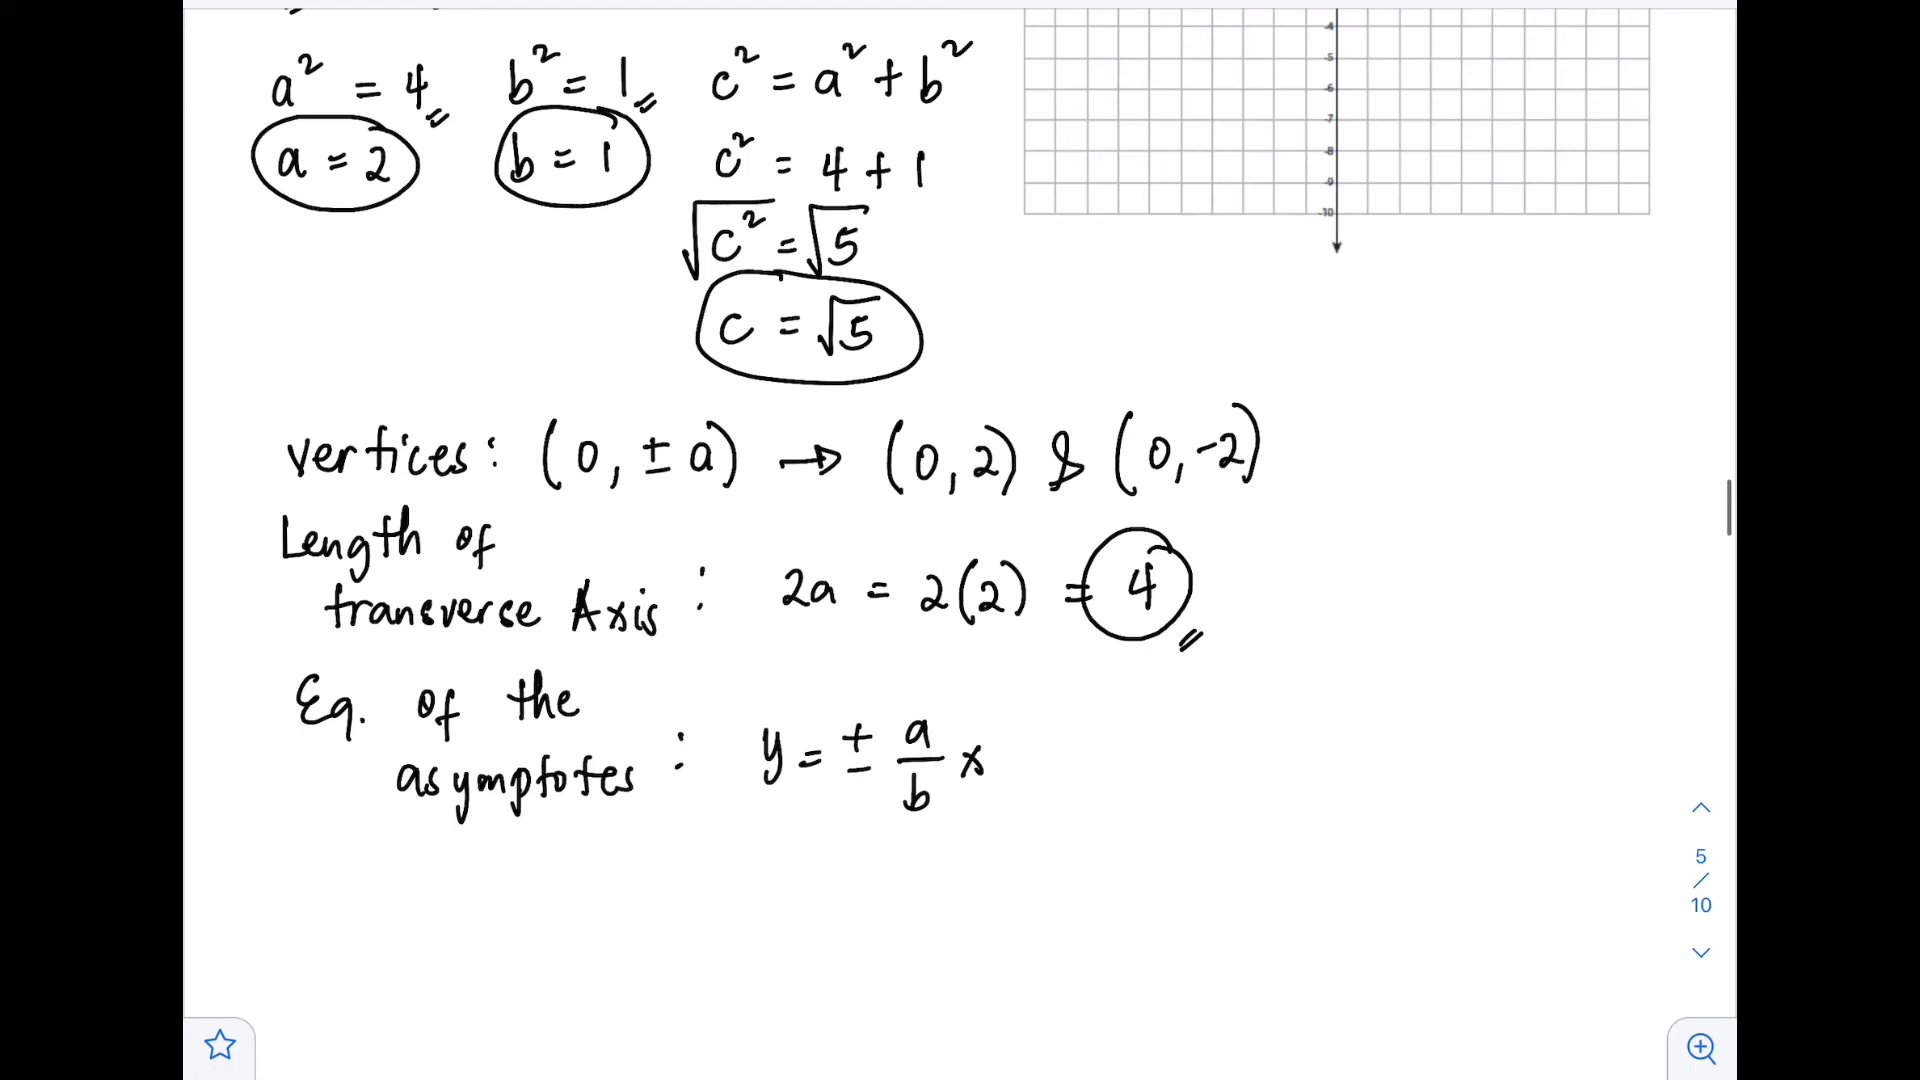 a² = 4 b² = 1 c² = a² + b²
a = 2 b = 1 c² = 4 + 1
√c² = √5
c = √5
vertices: (0, ± a) → (0, 2) & (0, -2)
Length of
transverse Axis : 2a = 2(2) = 4
Eq. of the
asymptotes : y = ± a/b x
-4
-5
-6
-7
-8
-9
-10
5
/
10